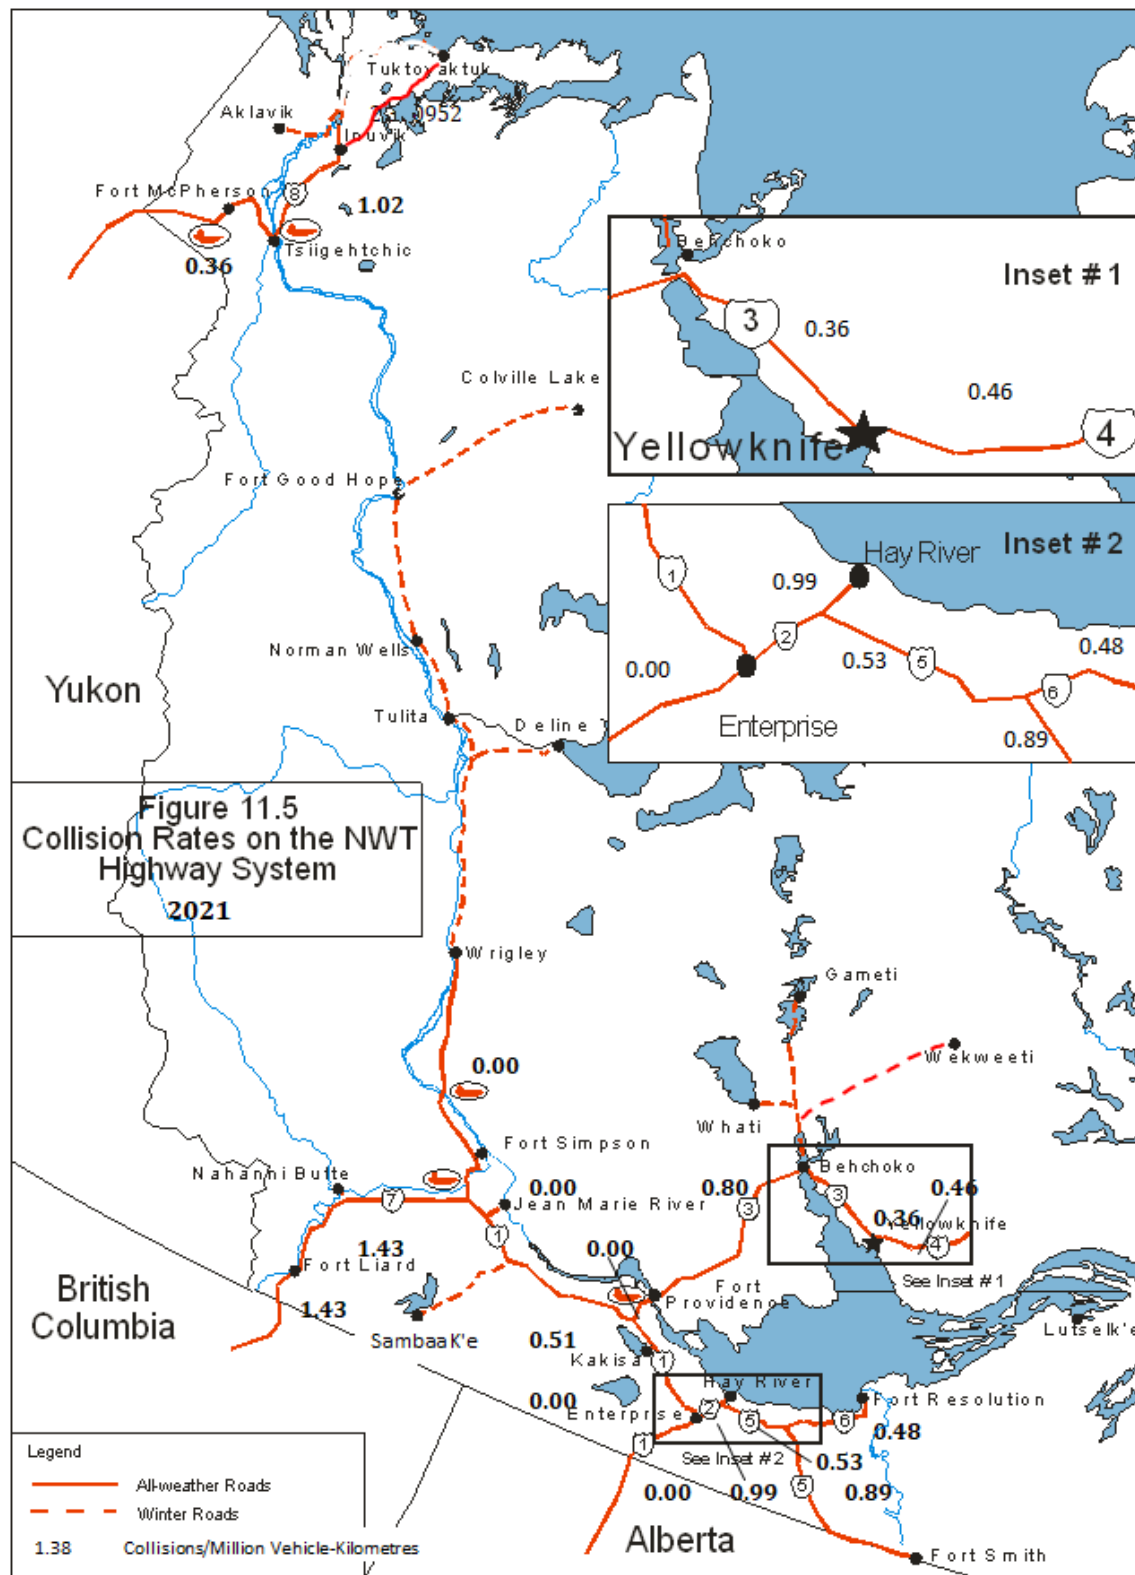 Tuktoyaktuk
Aklavik
Inuvik
8
Fort McPherson
1.02
Tsiigehtchic
0.36
Behchoko
Inset # 1
3
0.36
0.46
4
Yellowknife
Colville Lake
Fort Good Hope
Hay River
Inset # 2
1
0.99
2
0.53
5
0.48
6
0.00
Enterprise
0.89
Norman Wells
Yukon
Tulita
Deline
Figure 11.5
Collision Rates on the NWT
Highway System
2021
Wrigley
Gameti
0.00
Wekweeti
Whati
Fort Simpson
Behchoko
Nahanni Butte
0.00
0.80
3
0.46
7
Jean Marie River
3
0.36
Yellowknife
1
4
1.43
0.00
Fort Liard
See Inset #1
British
Columbia
1.43
Fort
Providence
SambaaK'e
0.51
Lutselk'e
Kakisa
1
0.00
Hay River
Fort Resolution
Enterprise
2
5
6
0.48
1
See Inset #2
0.53
5
0.00
0.99
0.89
Alberta
Fort Smith
Legend
All-weather Roads
Winter Roads
1.38 Collisions/Million Vehicle-Kilometres